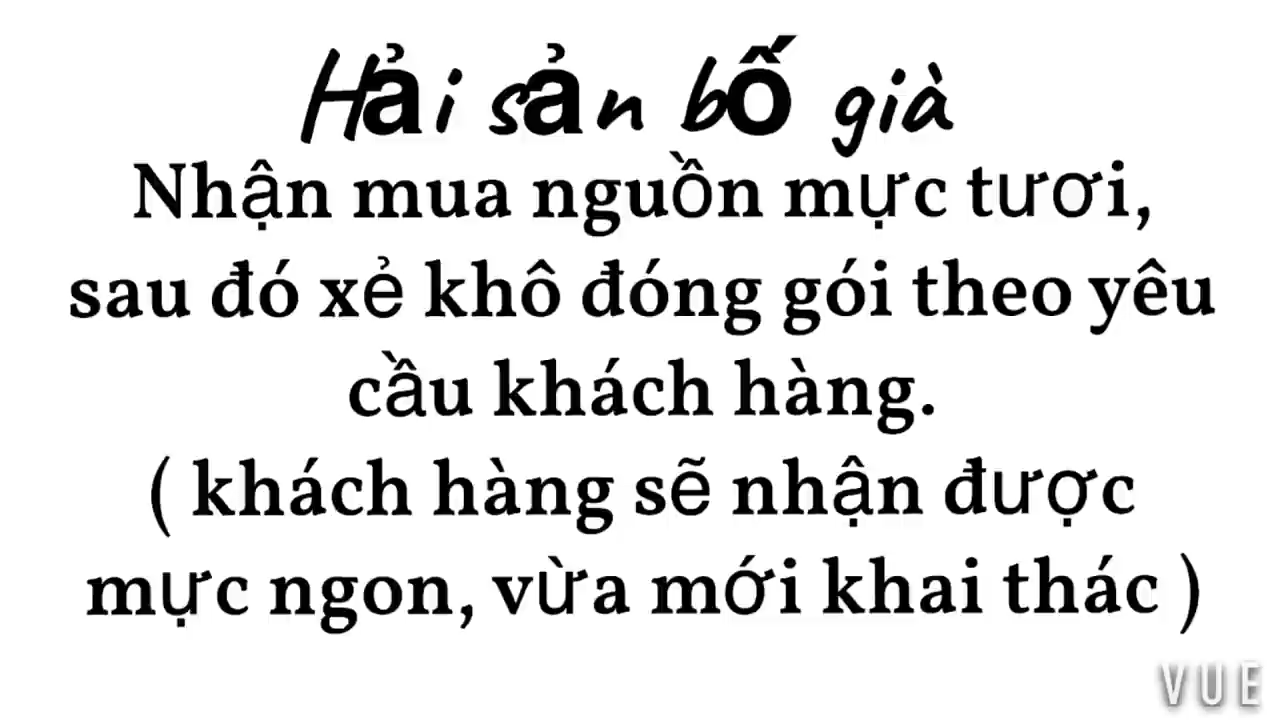 Hải sản bố già
Nhận mua nguồn mực tươi,
sau đó xẻ khô đóng gói theo yêu
cầu khách hàng.
( khách hàng sẽ nhận được
mực ngon, vừa mới khai thác )
VUE